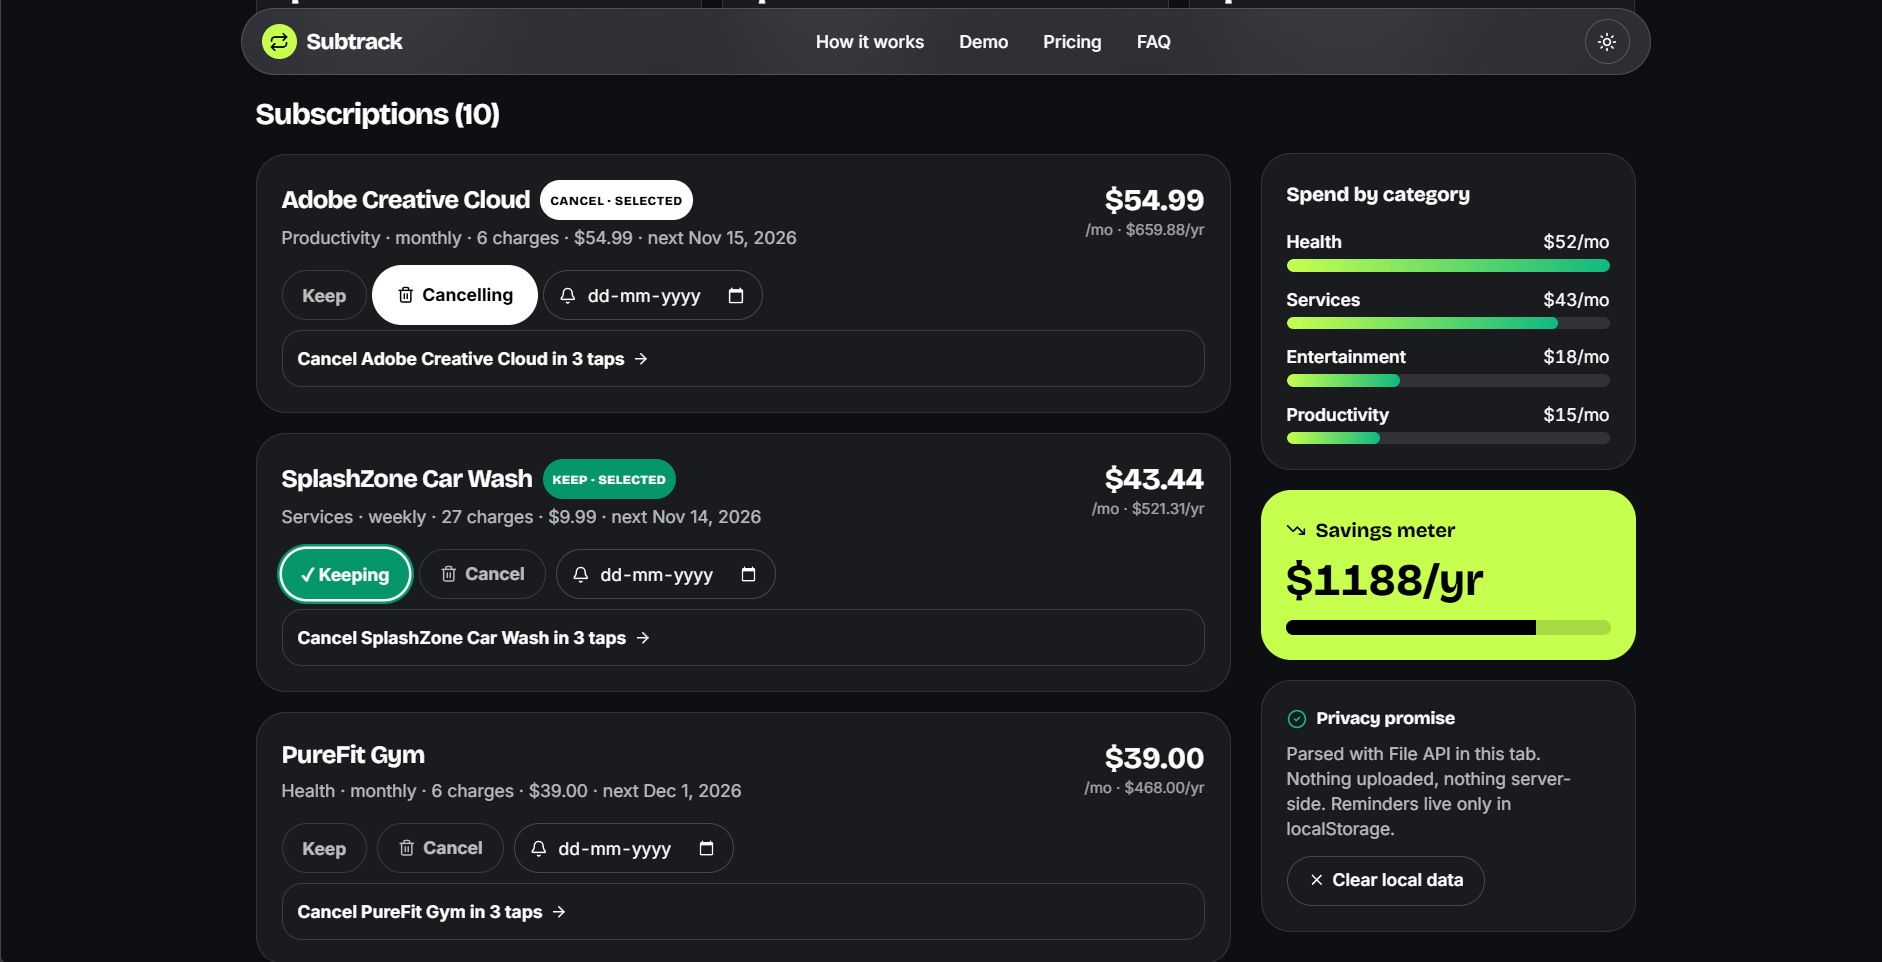 Subtrack
How it works
Demo
Pricing
FAQ
Subscriptions (10)
Adobe Creative Cloud
CANCEL · SELECTED
$54.99
Productivity · monthly · 6 charges · $54.99 · next Nov 15, 2026
/mo · $659.88/yr
Keep
Cancelling
dd-mm-yyyy
Cancel Adobe Creative Cloud in 3 taps →
SplashZone Car Wash
KEEP · SELECTED
$43.44
Services · weekly · 27 charges · $9.99 · next Nov 14, 2026
/mo · $521.31/yr
✓ Keeping
Cancel
dd-mm-yyyy
Cancel SplashZone Car Wash in 3 taps →
PureFit Gym
$39.00
Health · monthly · 6 charges · $39.00 · next Dec 1, 2026
/mo · $468.00/yr
Keep
Cancel
dd-mm-yyyy
Cancel PureFit Gym in 3 taps →
Spend by category
Health $52/mo
Services $43/mo
Entertainment $18/mo
Productivity $15/mo
Savings meter
$1188/yr
Privacy promise
Parsed with File API in this tab.
Nothing uploaded, nothing server-
side. Reminders live only in
localStorage.
Clear local data